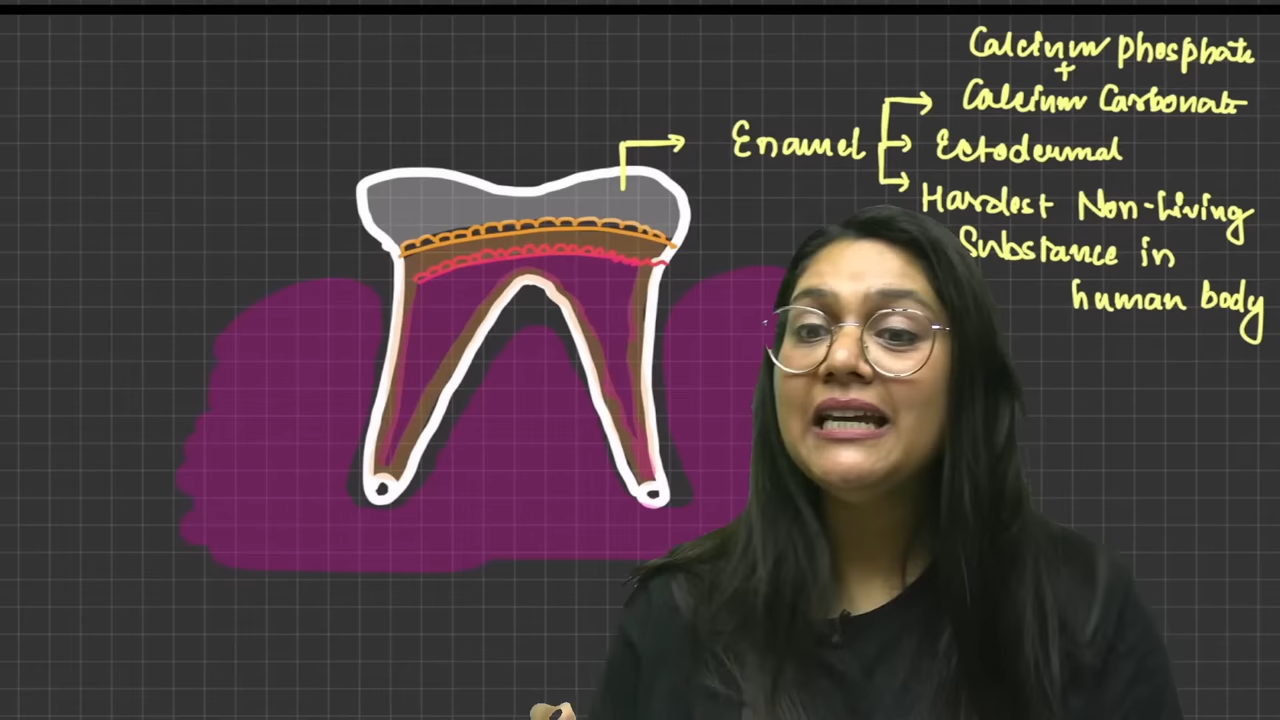 Calcium phosphate
+
Calcium Carbonate
Enamel
Ectodermal
Hardest Non-Living
Substance in
human body